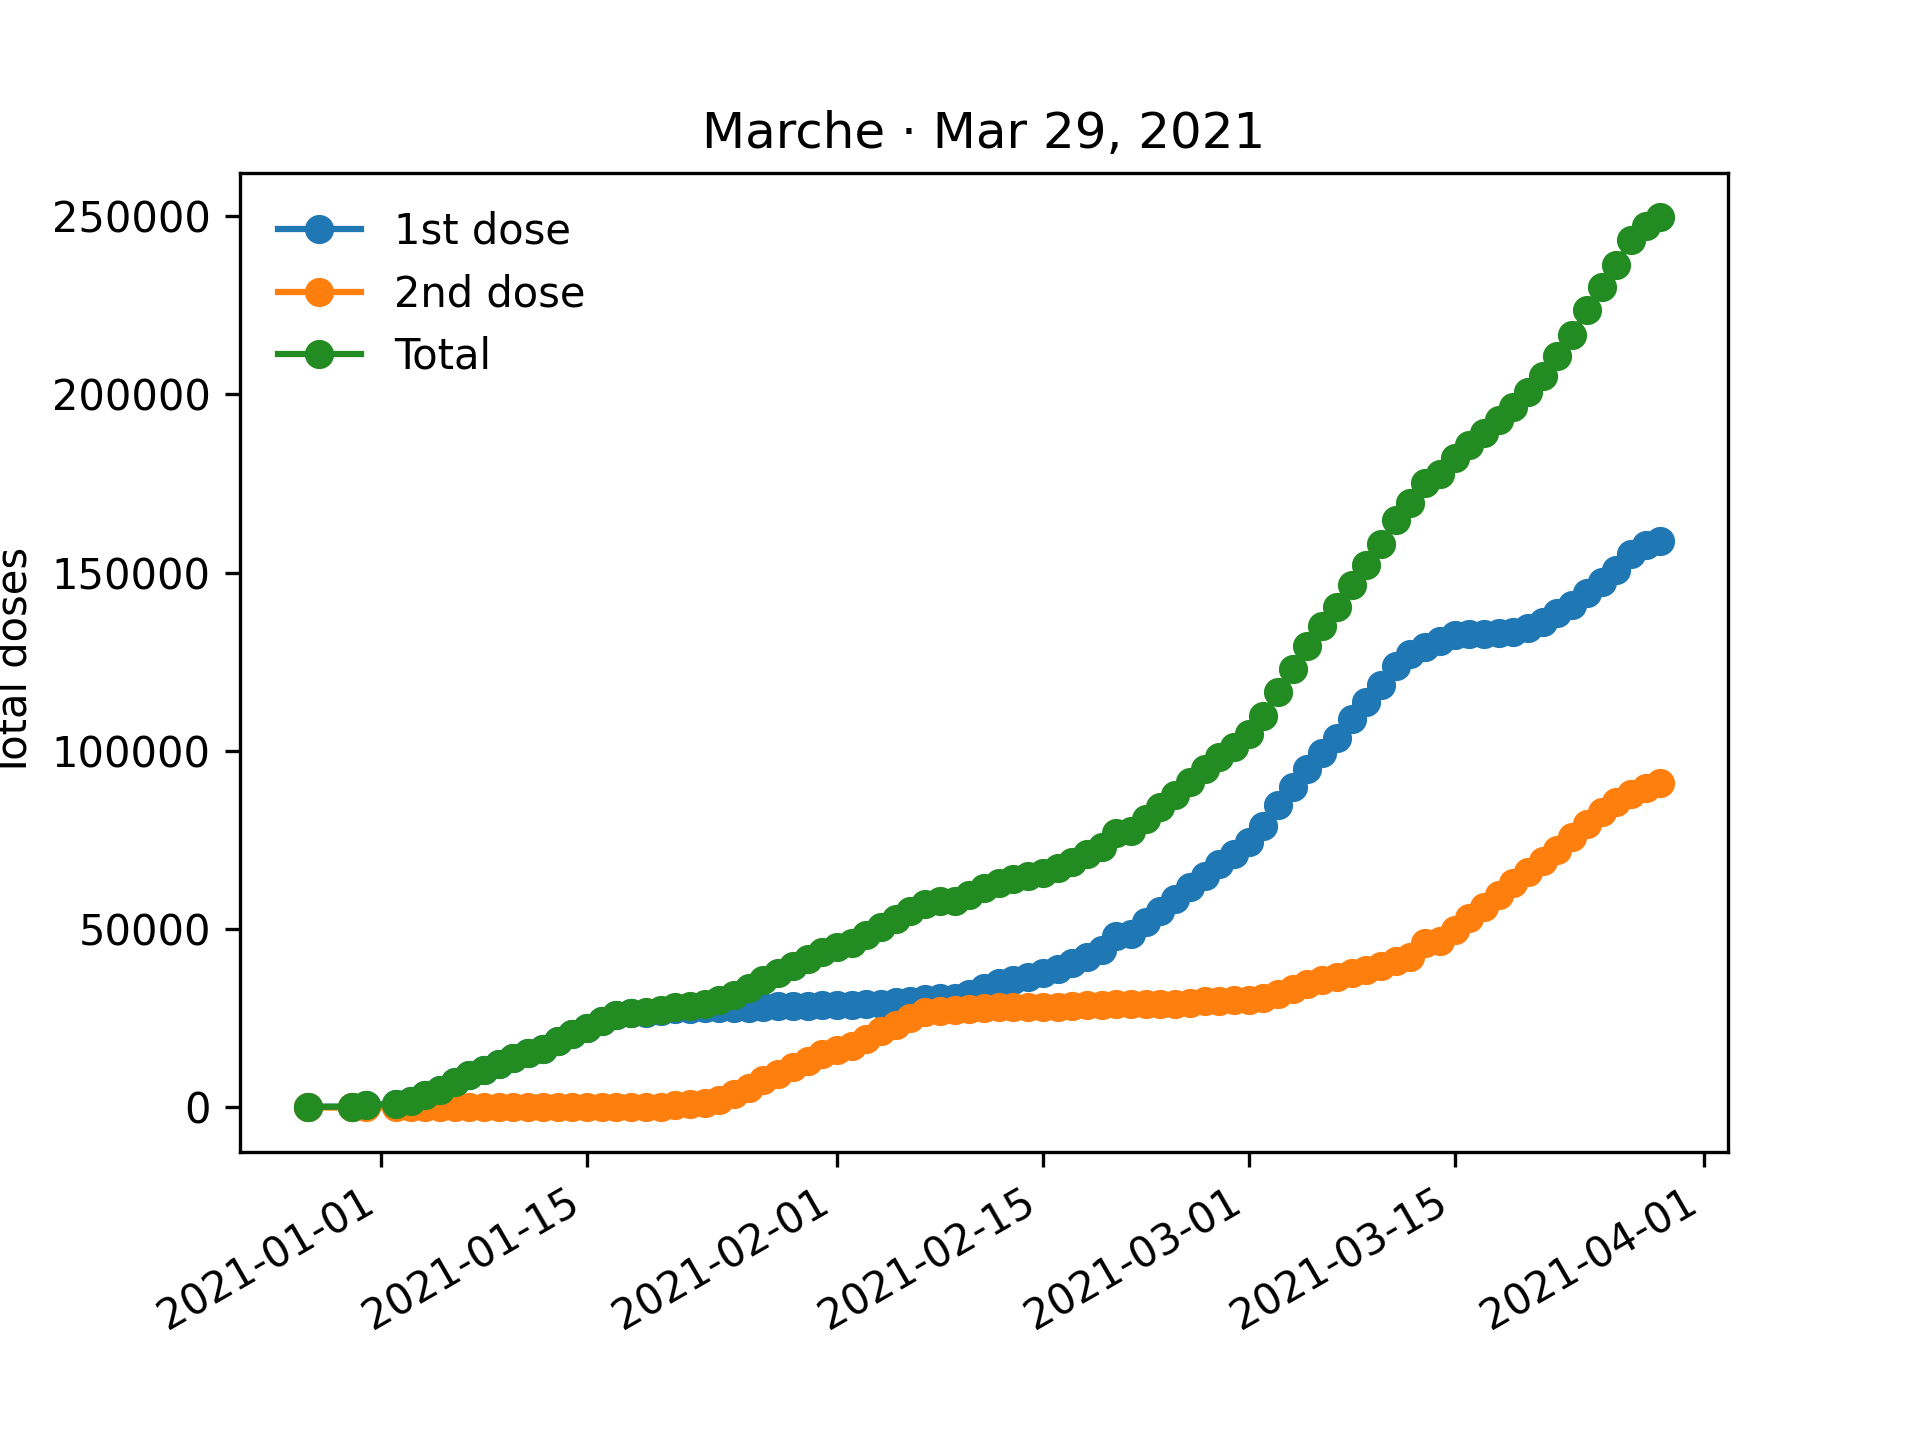 Marche · Mar 29, 2021
1st dose
2nd dose
Total
Total doses
250000
200000
150000
100000
50000
0
2021-01-01
2021-01-15
2021-02-01
2021-02-15
2021-03-01
2021-03-15
2021-04-01